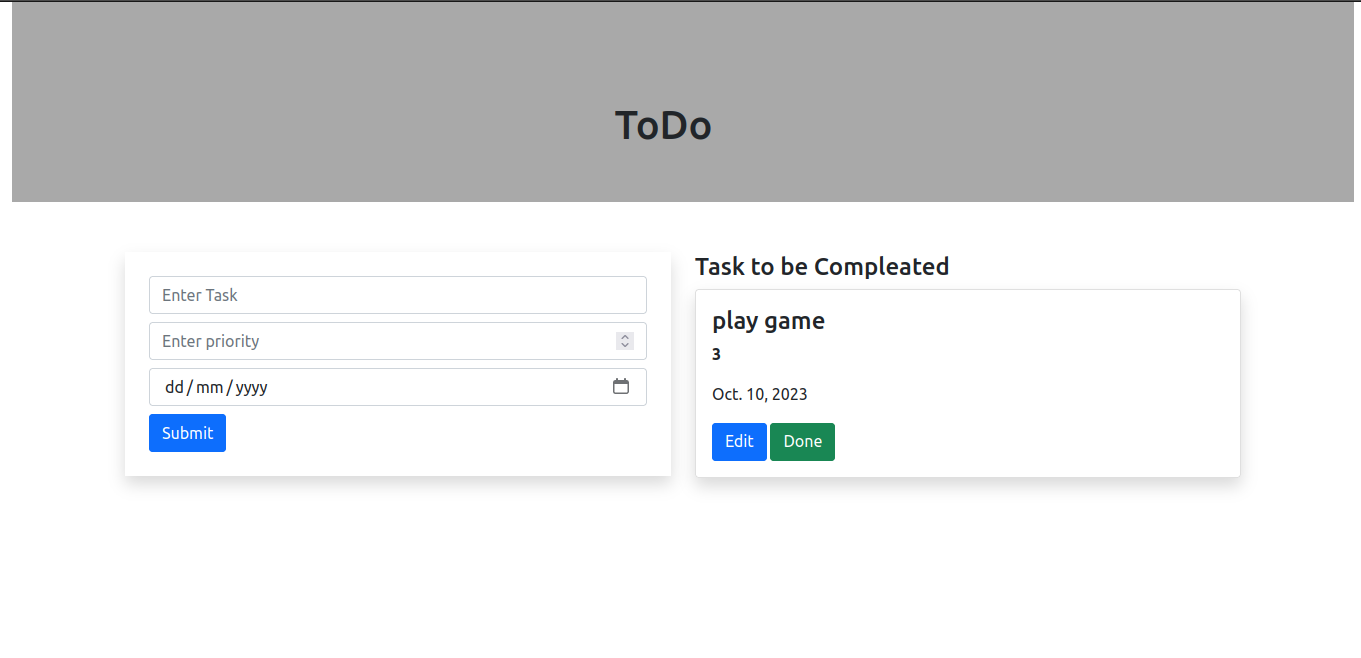 ToDo
Enter Task
Enter priority
dd/mm/yyyy
Submit
Task to be Compleated
play game
3
Oct. 10, 2023
Edit Done